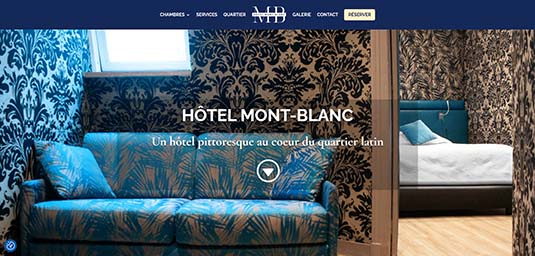 CHAMBRES SERVICES QUARTIER MB GALERIE CONTACT RÉSERVER
HÔTEL MONT-BLANC
Un hôtel pittoresque au coeur du quartier latin